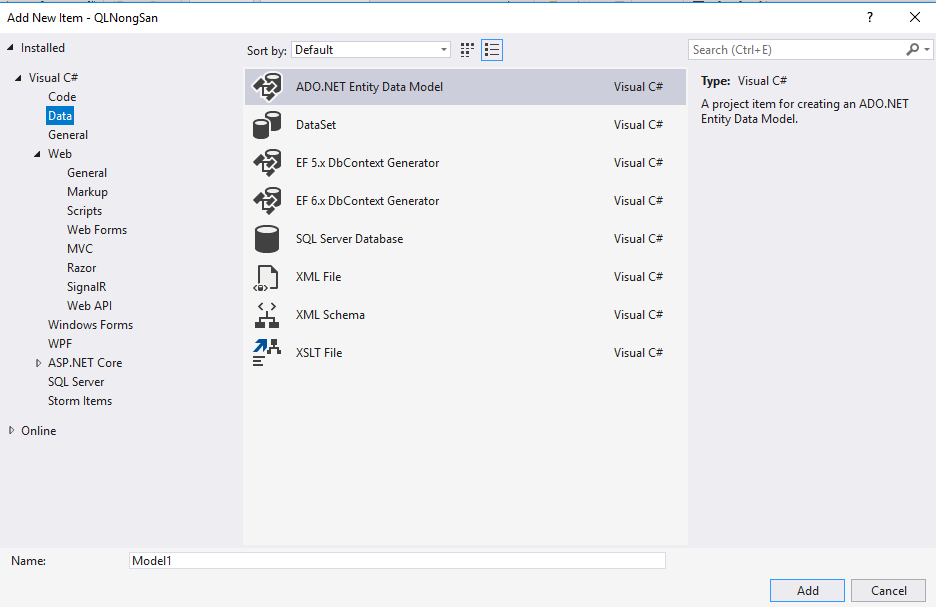 Add New Item - QLNongSan
?
Installed
Visual C#
Code
Data
General
Web
General
Markup
Scripts
Web Forms
MVC
Razor
SignalR
Web API
Windows Forms
WPF
ASP.NET Core
SQL Server
Storm Items
Online
Sort by: Default
ADO.NET Entity Data Model Visual C#
DataSet Visual C#
EF 5.x DbContext Generator Visual C#
EF 6.x DbContext Generator Visual C#
SQL Server Database Visual C#
XML File Visual C#
XML Schema Visual C#
XSLT File Visual C#
Search (Ctrl+E)
Type: Visual C#
A project item for creating an ADO.NET
Entity Data Model.
Name: Model1
Add Cancel